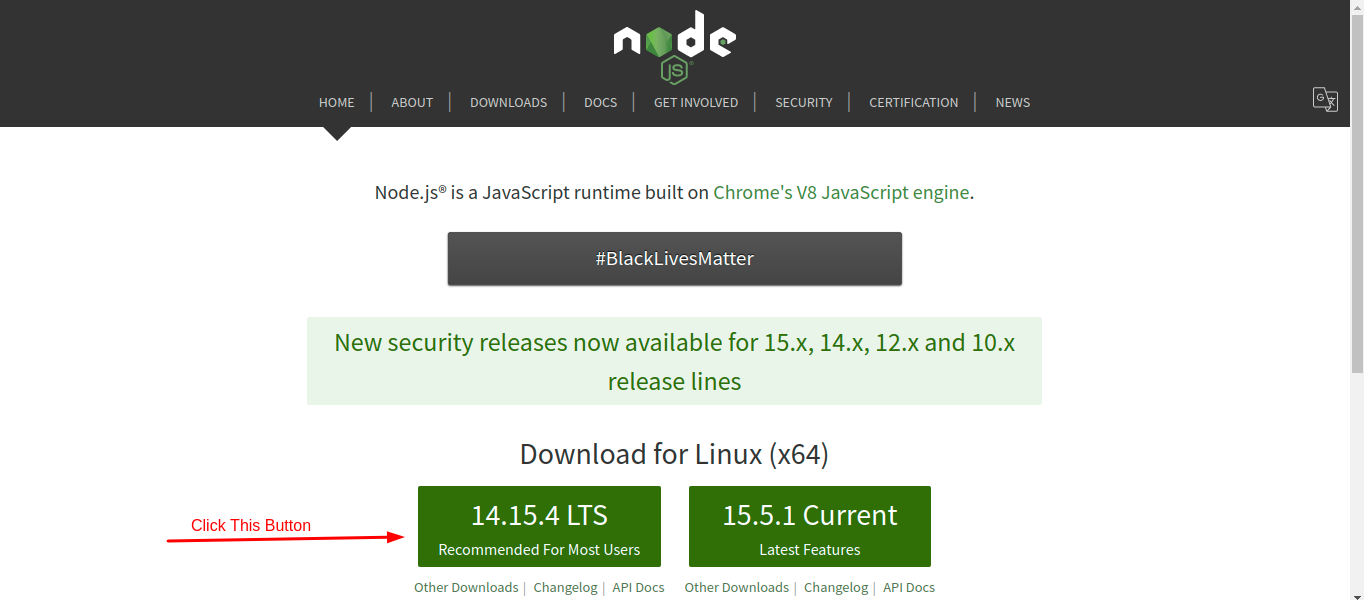 node
JS
HOME | ABOUT | DOWNLOADS | DOCS | GET INVOLVED | SECURITY | CERTIFICATION | NEWS
Node.js® is a JavaScript runtime built on Chrome's V8 JavaScript engine.
#BlackLivesMatter
New security releases now available for 15.x, 14.x, 12.x and 10.x
release lines
Download for Linux (x64)
Click This Button
14.15.4 LTS
Recommended For Most Users
15.5.1 Current
Latest Features
Other Downloads | Changelog | API Docs
Other Downloads | Changelog | API Docs